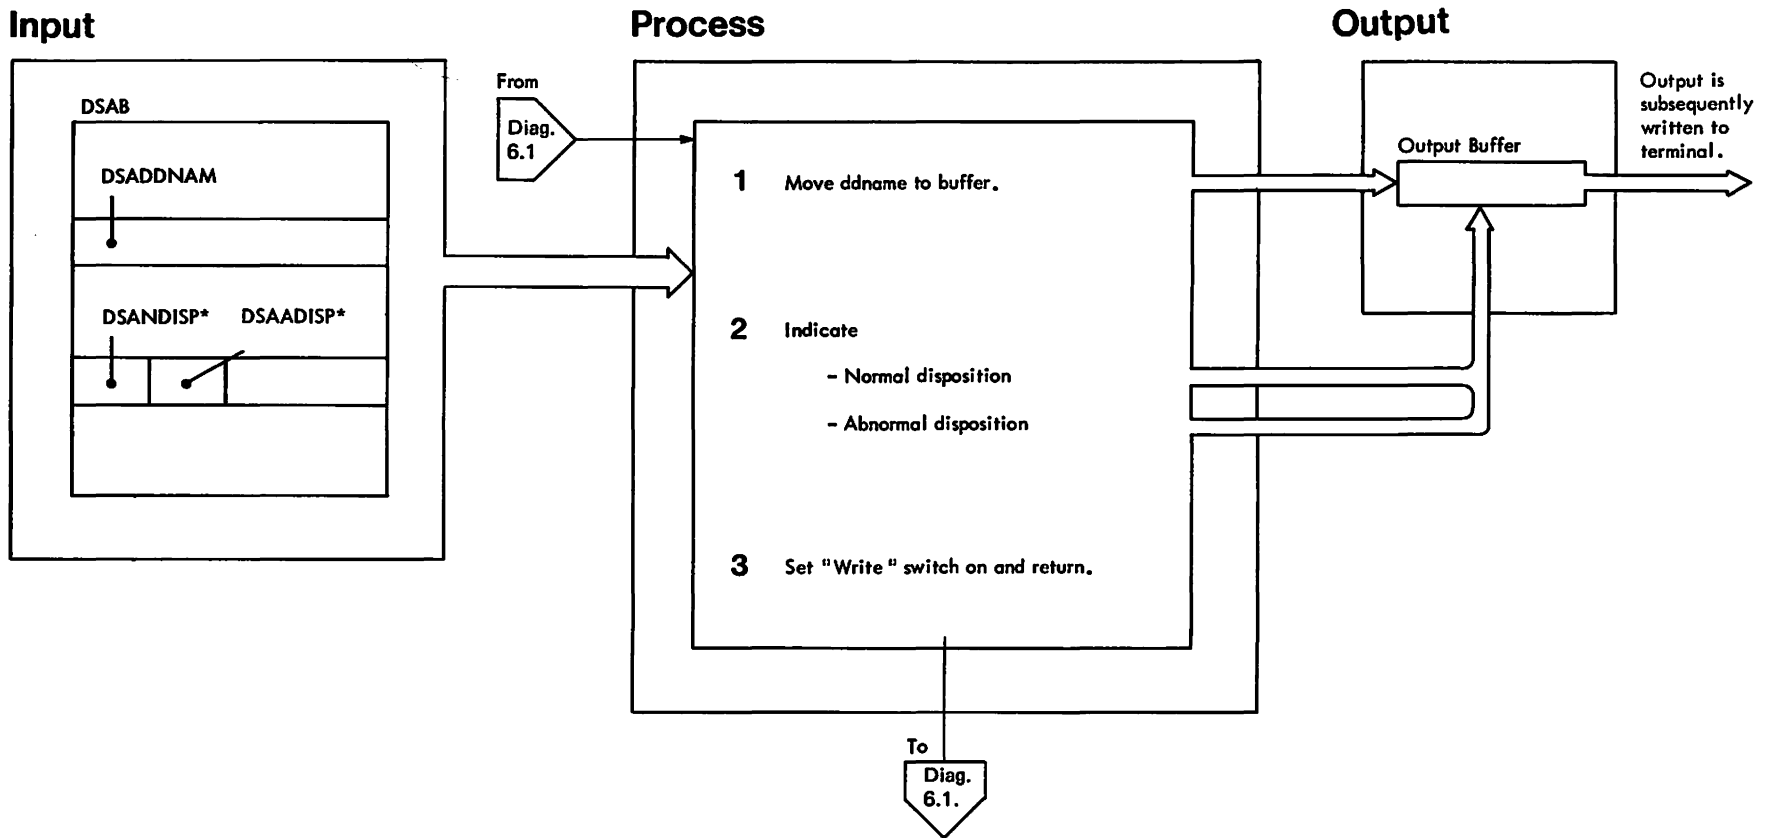 Input
Process
Output
DSAB
DSADDNAM
DSANDISP*
DSAADISP*
From
Diag.
6.1
1 Move ddname to buffer.
2 Indicate
- Normal disposition
- Abnormal disposition
3 Set "Write" switch on and return.
To
Diag.
6.1.
Output Buffer
Output is
subsequently
written to
terminal.